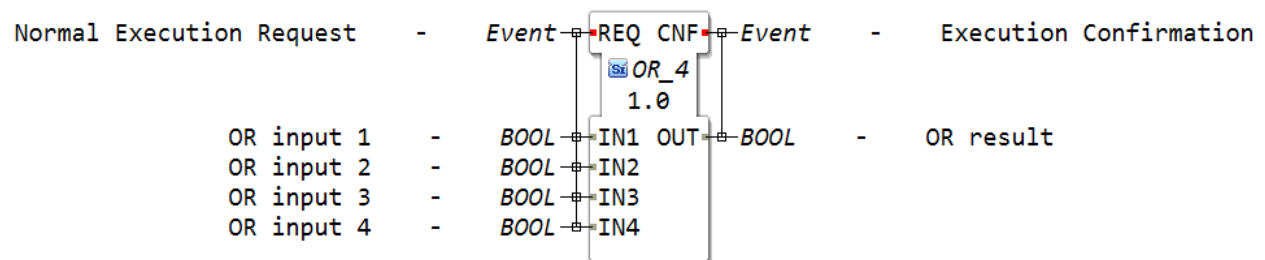 Normal Execution Request - Event REQ CNF Event - Execution Confirmation
SI OR_4
1.0
OR input 1 - BOOL IN1 OUT BOOL - OR result
OR input 2 - BOOL IN2
OR input 3 - BOOL IN3
OR input 4 - BOOL IN4